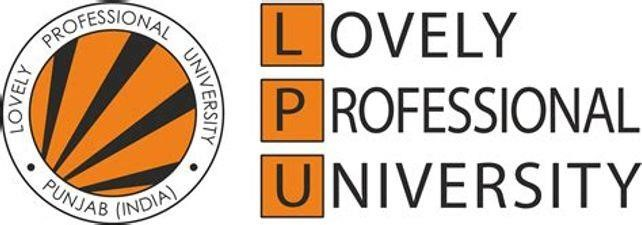 LOVELY PROFESSIONAL UNIVERSITY
• PUNJAB (INDIA) •
LOVELY
PROFESSIONAL
UNIVERSITY